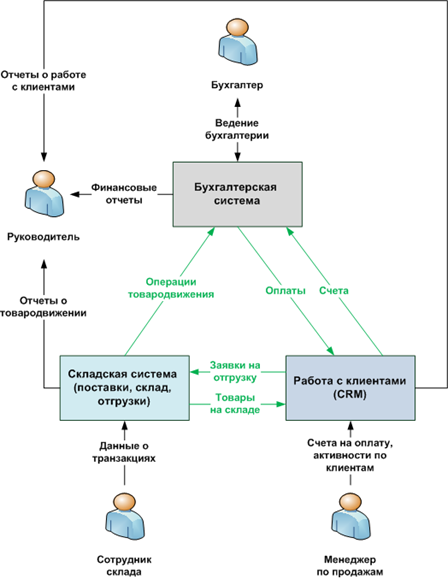 Отчеты о работе
с клиентами
Бухгалтер
Ведение
бухгалтерии
Руководитель
Финансовые
отчеты
Бухгалтерская
система
Операции
товародвижения
Оплаты
Счета
Отчеты о
товародвижении
Складская система
(поставки, склад,
отгрузки)
Заявки на
отгрузку
Товары
на складе
Работа с клиентами
(CRM)
Данные о
транзакциях
Счета на оплату,
активности по
клиентам
Сотрудник
склада
Менеджер
по продажам